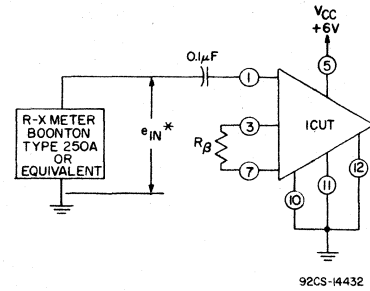 VCC
+6V
0.1μF
5
1
R-X METER
BOONTON
TYPE 250A
OR
EQUIVALENT
eIN*
3
ICUT
Rβ
7
10
11
12
92CS-14432